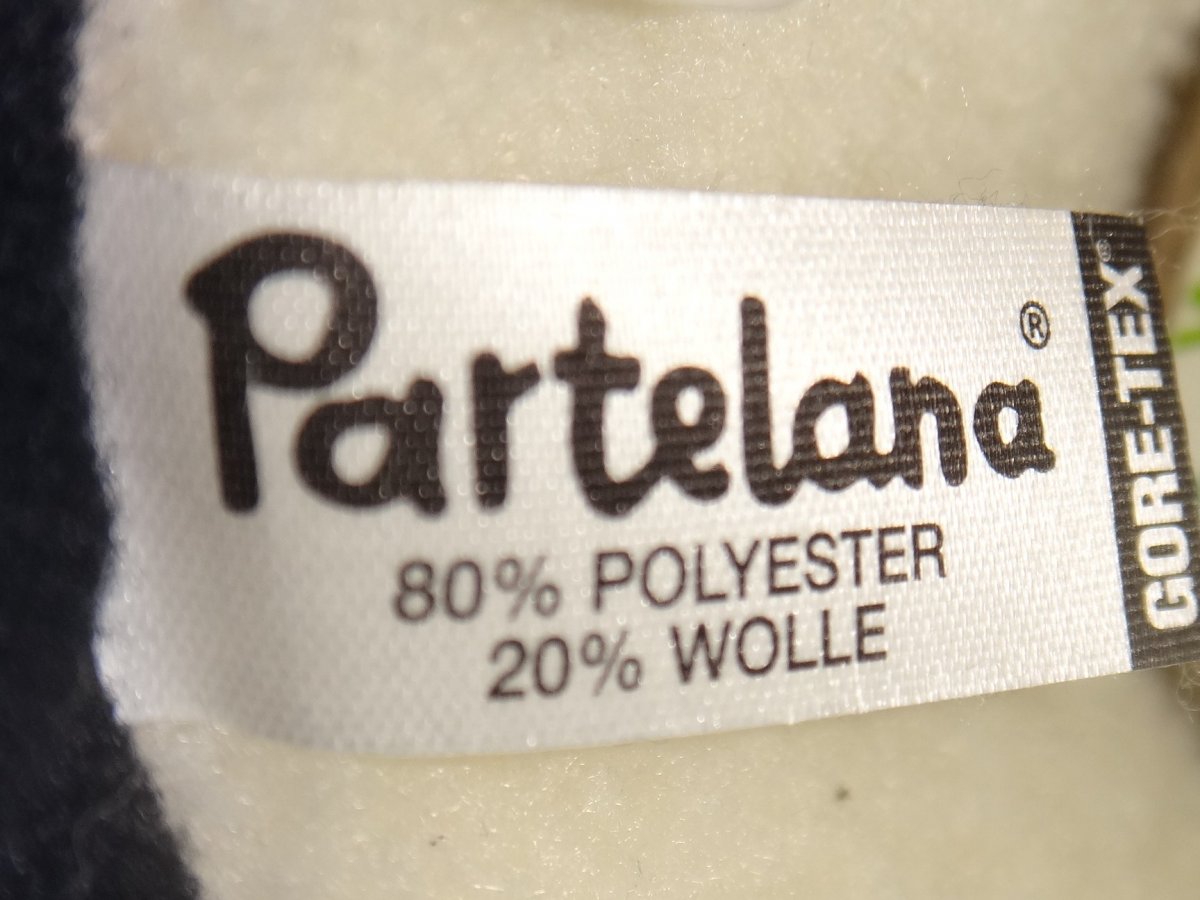 Partelana®
80% POLYESTER
20% WOLLE
GORE-TEX®